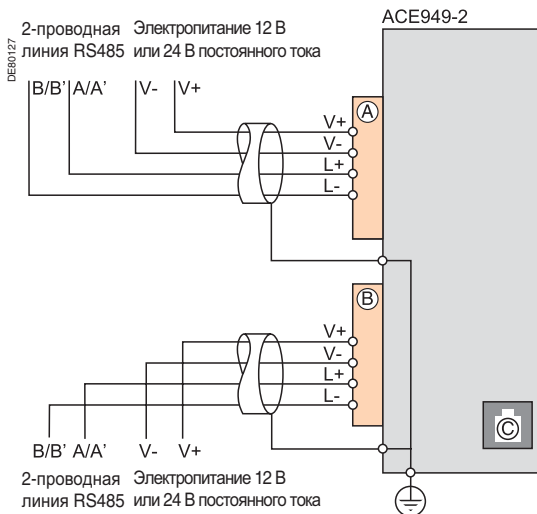 ACE949-2
2-проводная Электропитание 12 В
линия RS485 или 24 В постоянного тока
DE80127
B/B' A/A' V- V+
A
V+
V-
L+
L-
B
V+
V-
L+
L-
C
B/B' A/A' V- V+
2-проводная Электропитание 12 В
линия RS485 или 24 В постоянного тока